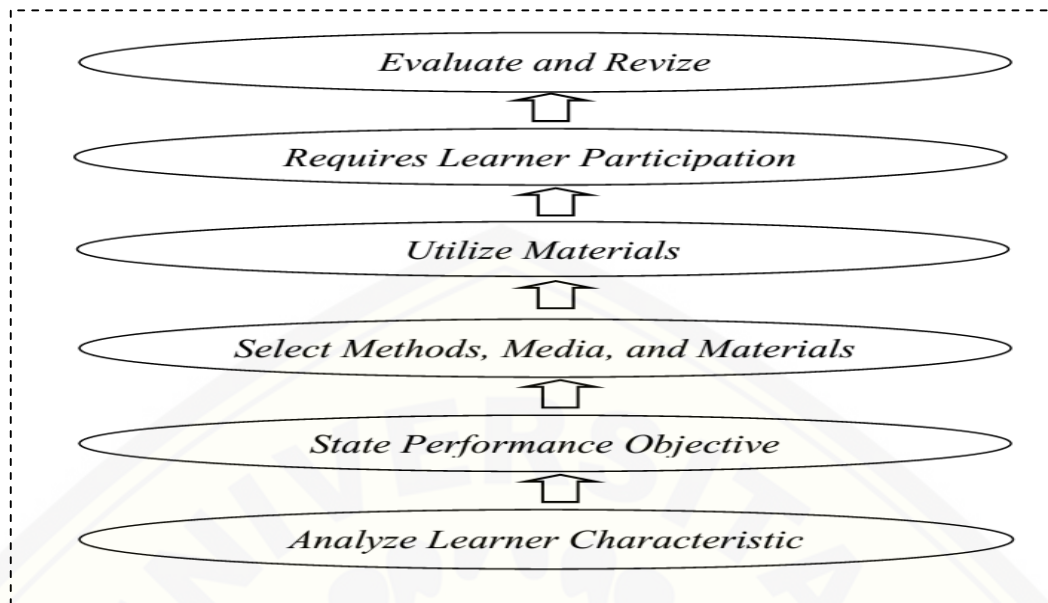 Evaluate and Revize
Requires Learner Participation
Utilize Materials
Select Methods, Media, and Materials
State Performance Objective
Analyze Learner Characteristic
UNIVERSITA